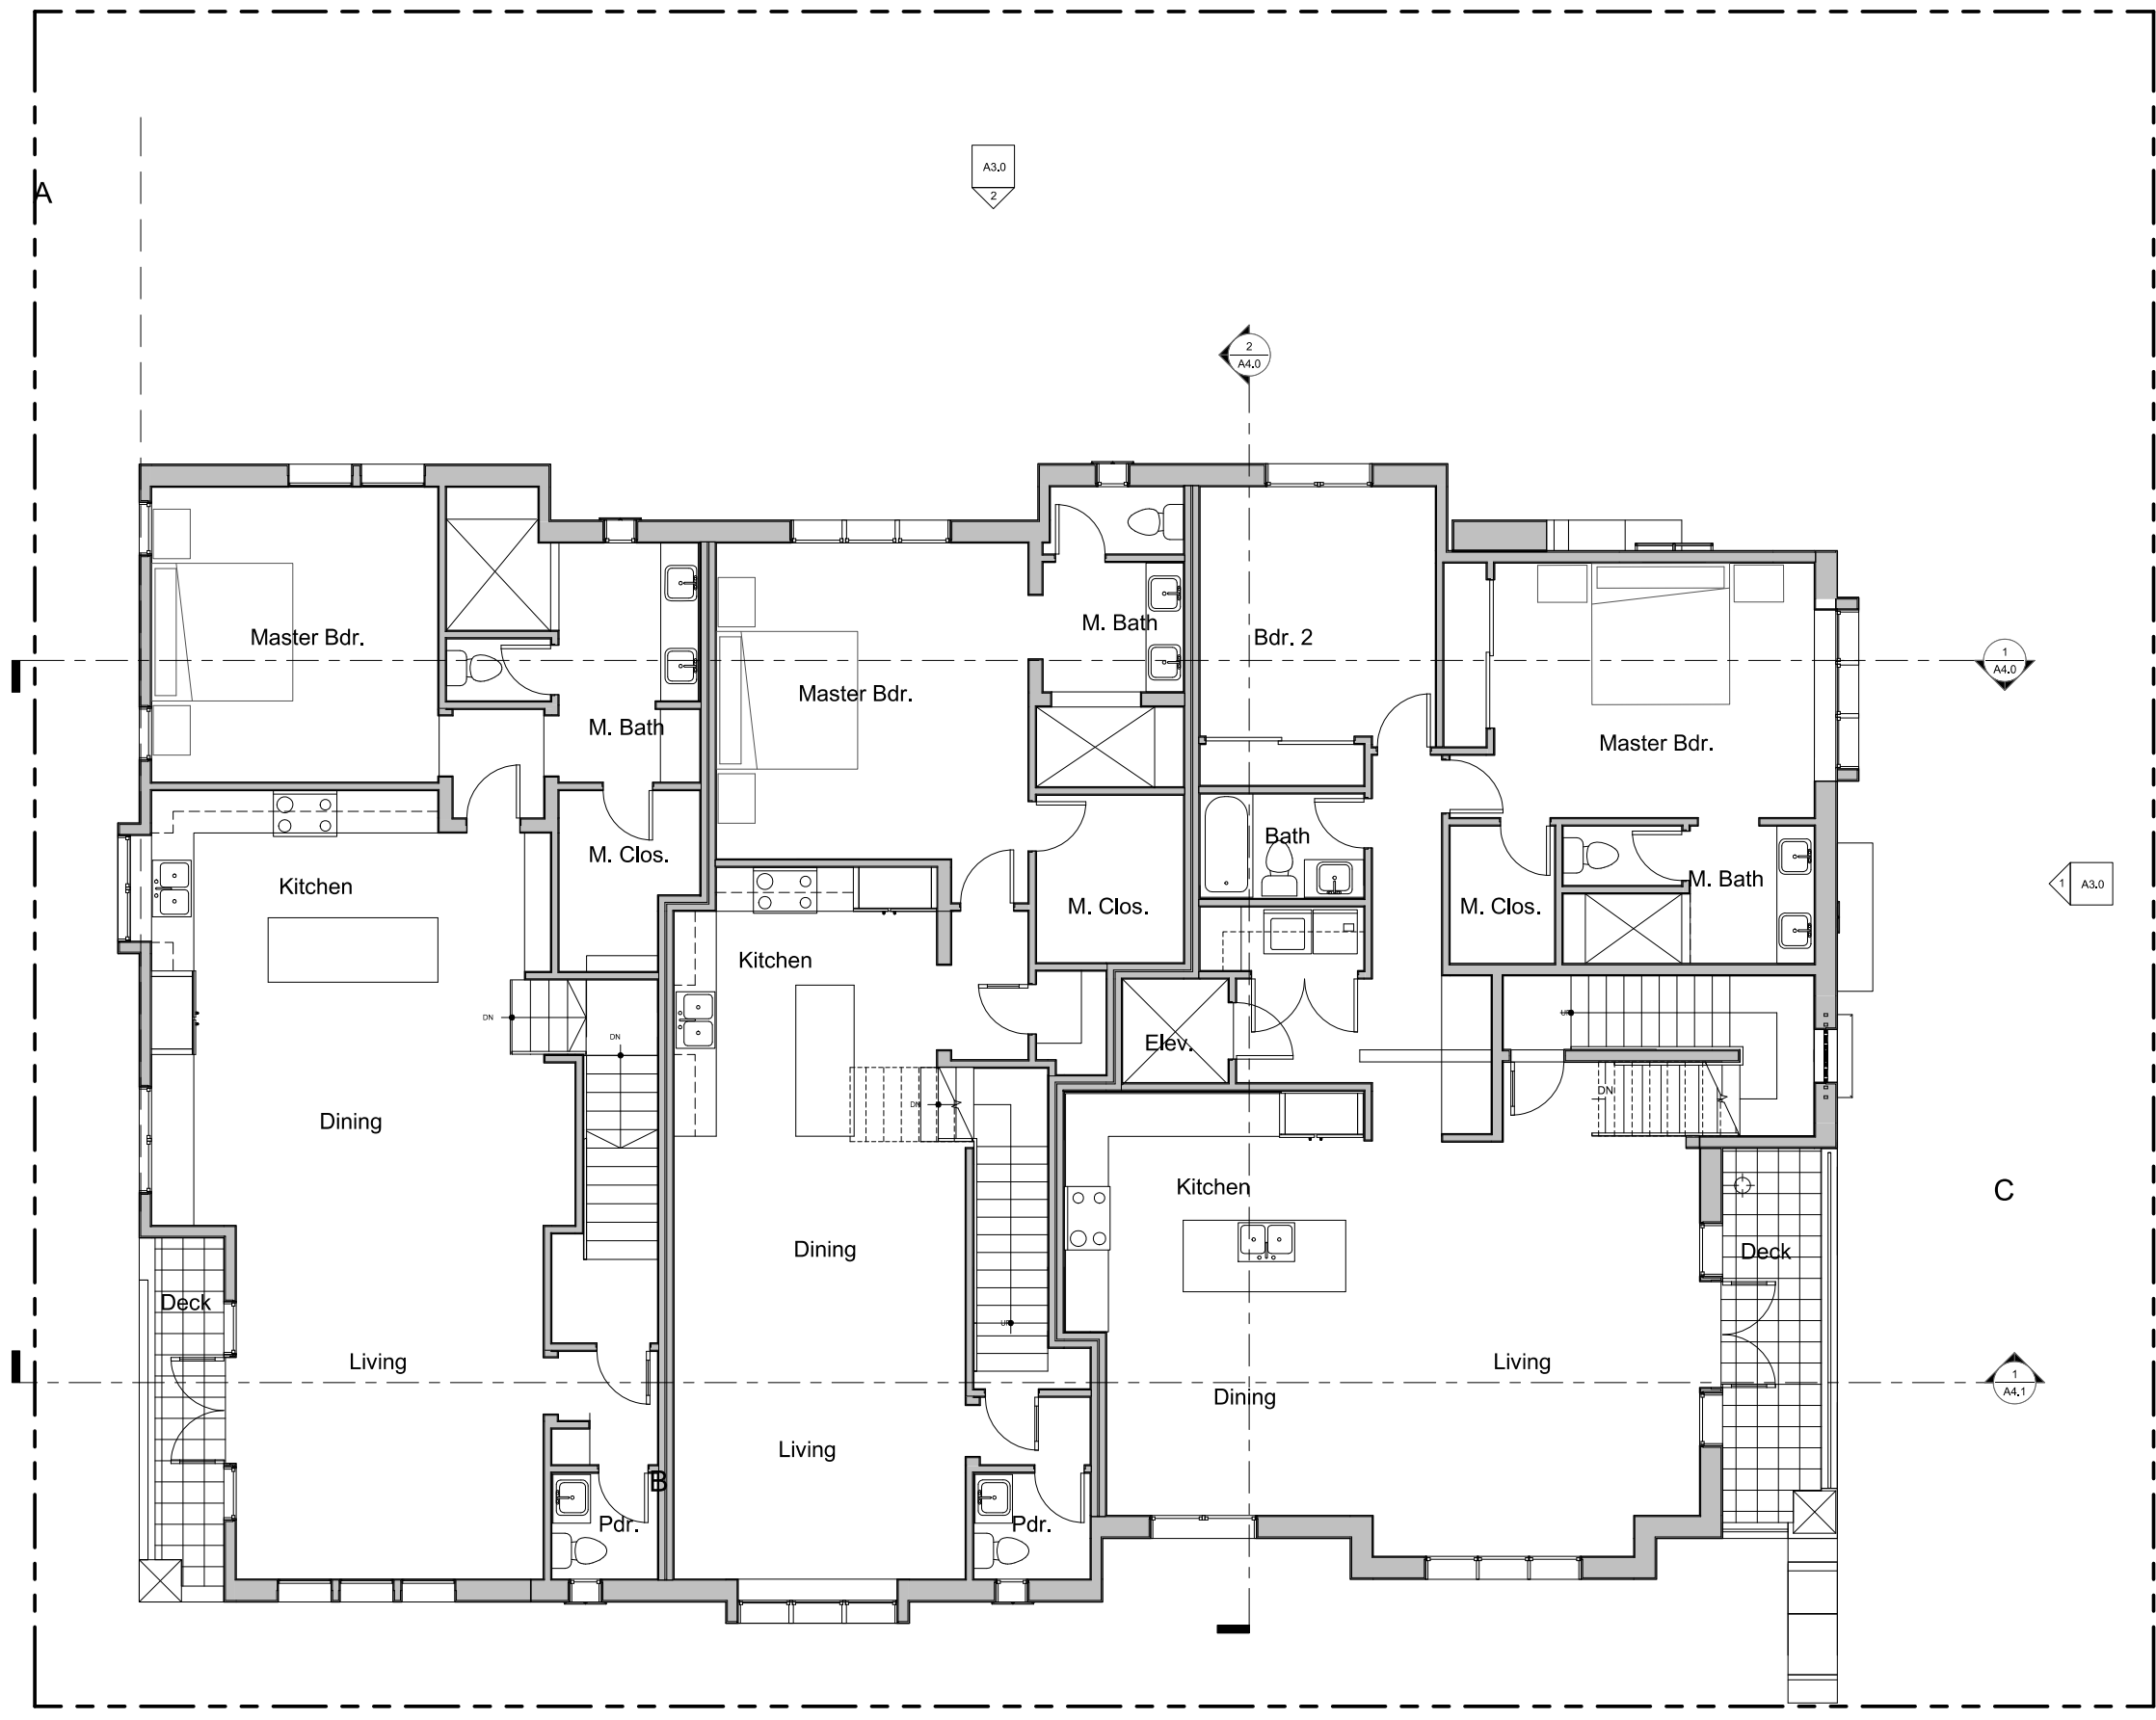 A3.0
2
A
2
A4.0
Master Bdr.
M. Bath
Bdr. 2
1
A4.0
Master Bdr.
M. Bath
Master Bdr.
Bath
M. Clos.
Kitchen
M. Bath
1
A3.0
M. Clos.
M. Clos.
Kitchen
DN
UP
DN
Elev.
DN
DN
Dining
Kitchen
C
Dining
Deck
Deck
UP
Living
Living
1
A4.1
Dining
Living
B
Pdr.
Pdr.